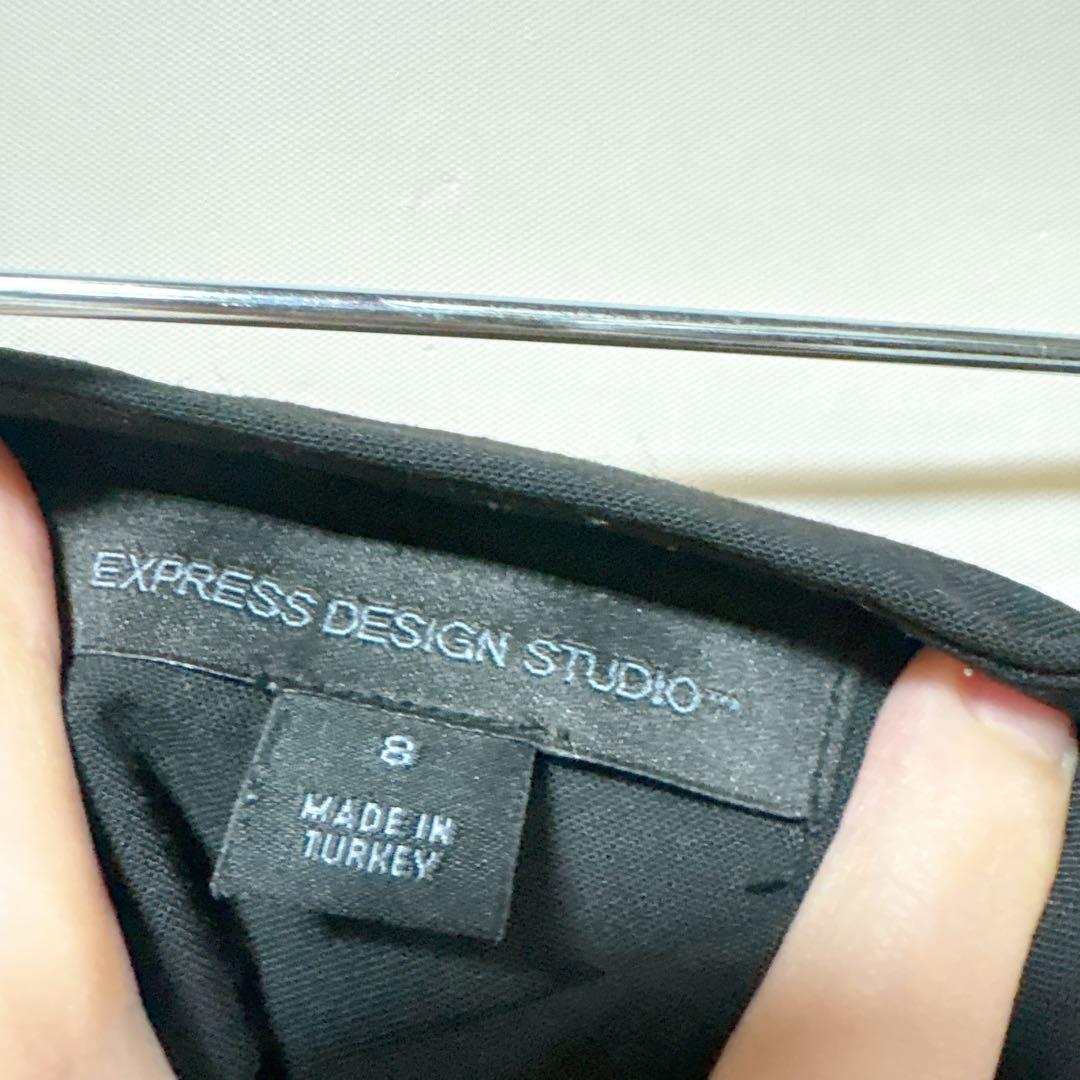 EXPRESS DESIGN STUDIO™
8
MADE IN
TURKEY